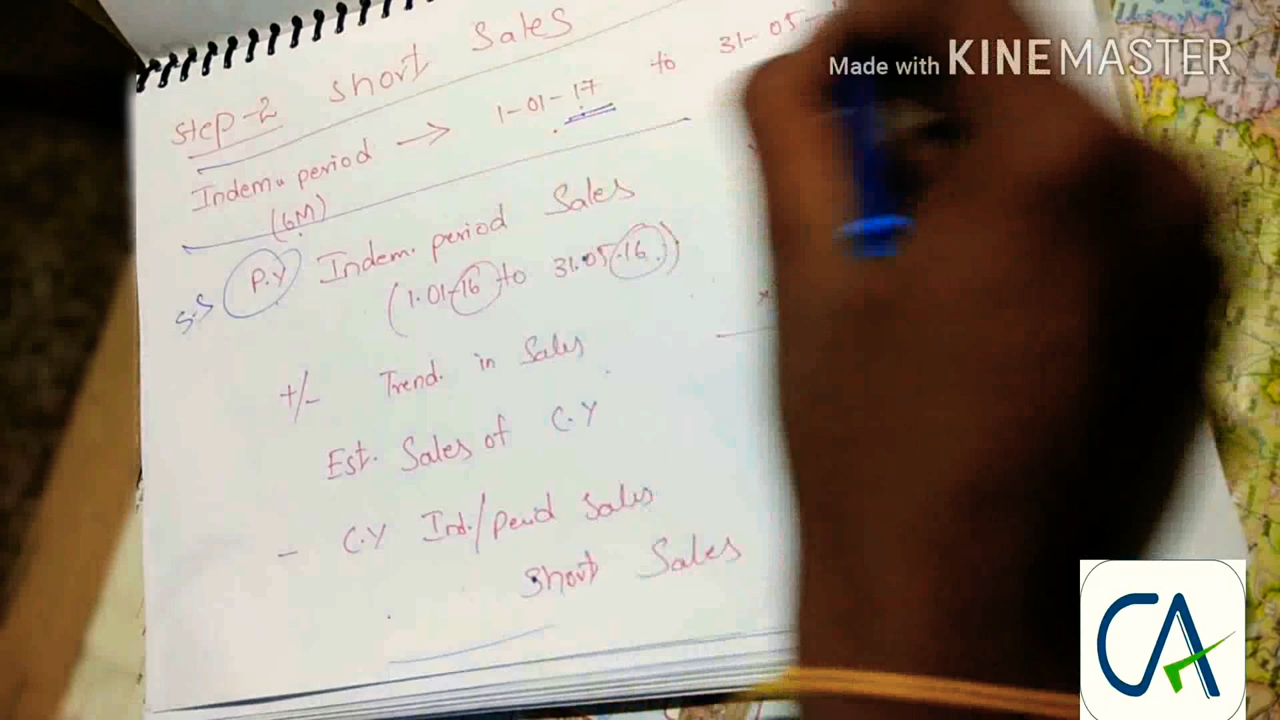 Made with KINEMASTER
Step-2 Short Sales
Indem. period → 1-01-17 to 31-05-
(6M)
S.S P.Y Indem. period Sales
(1.01-16 to 31.05.16.)
+/- Trend. in Sales
Est. Sales of C.Y
- C.Y Ind./period Sales
Short Sales
CA